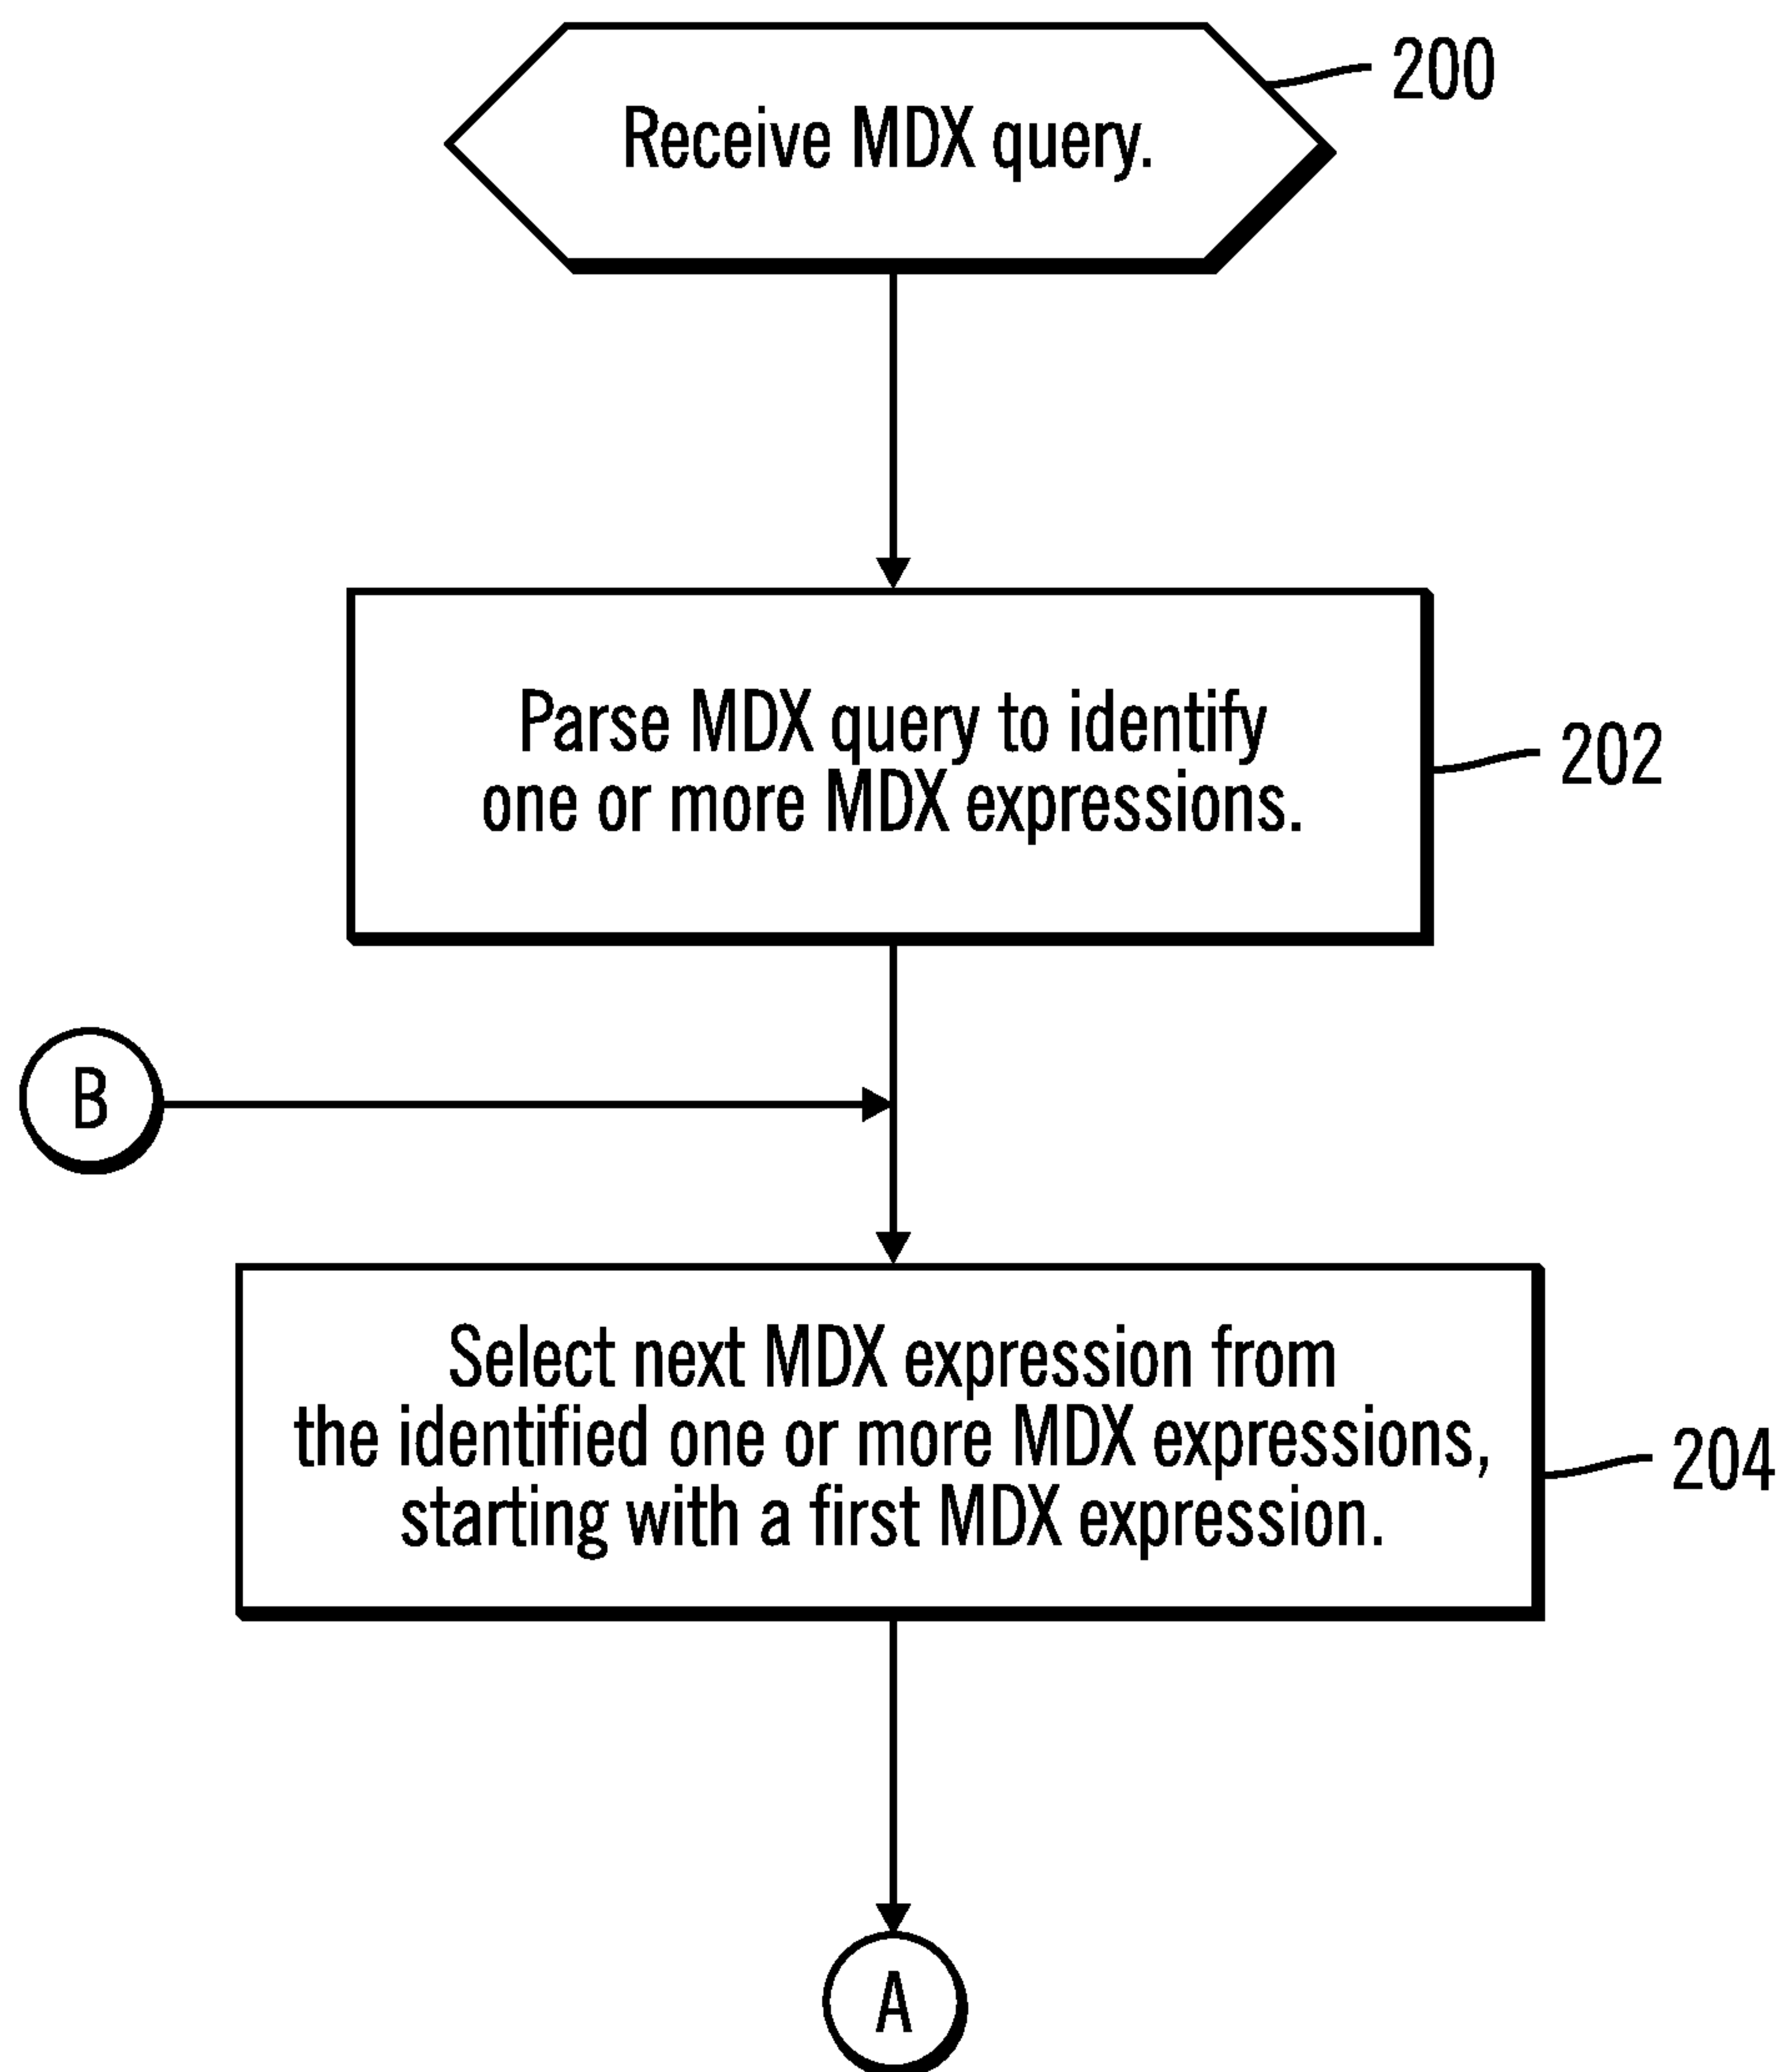 Receive MDX query.
200
Parse MDX query to identify
one or more MDX expressions.
202
B
Select next MDX expression from
the identified one or more MDX expressions,
starting with a first MDX expression.
204
A